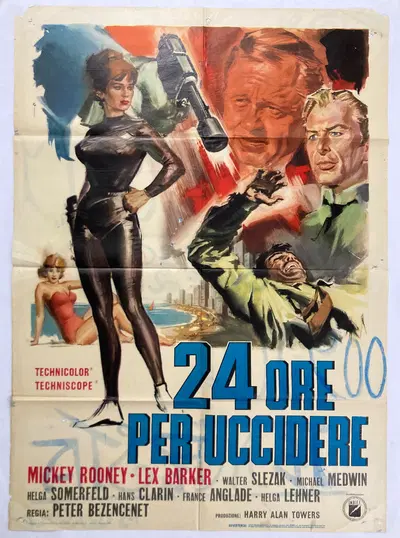 TECHNICOLOR®
TECHNISCOPE®
24 ORE
PER UCCIDERE
MICKEY ROONEY · LEX BARKER · WALTER SLEZAK · MICHAEL MEDWIN
HELGA SOMERFELD · HANS CLARIN · FRANCE ANGLADE · HELGA LEHNER
REGIA: PETER BEZENCENET
PRODUZIONE: HARRY ALAN TOWERS